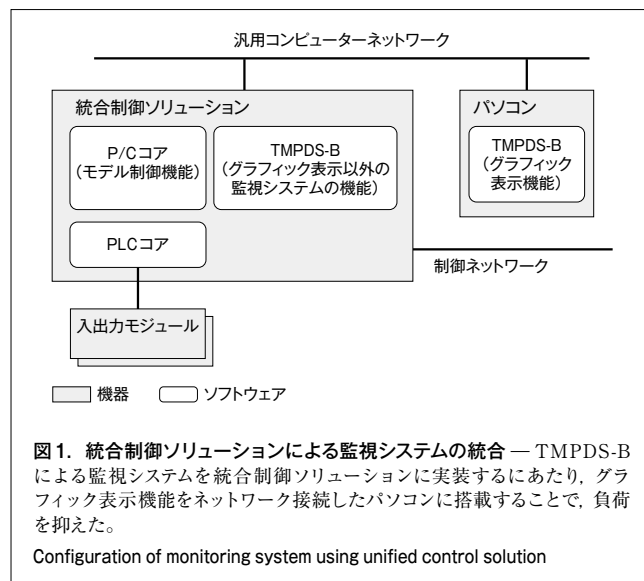 汎用コンピューターネットワーク
統合制御ソリューション
P/Cコア
(モデル制御機能)
TMPDS-B
(グラフィック表示以外の
監視システムの機能)
PLCコア
パソコン
TMPDS-B
(グラフィック
表示機能)
制御ネットワーク
入出力モジュール
機器
ソフトウェア
図1. 統合制御ソリューションによる監視システムの統合 — TMPDS-B
による監視システムを統合制御ソリューションに実装するにあたり,グラ
フィック表示機能をネットワーク接続したパソコンに搭載することで,負荷
を抑えた。
Configuration of monitoring system using unified control solution